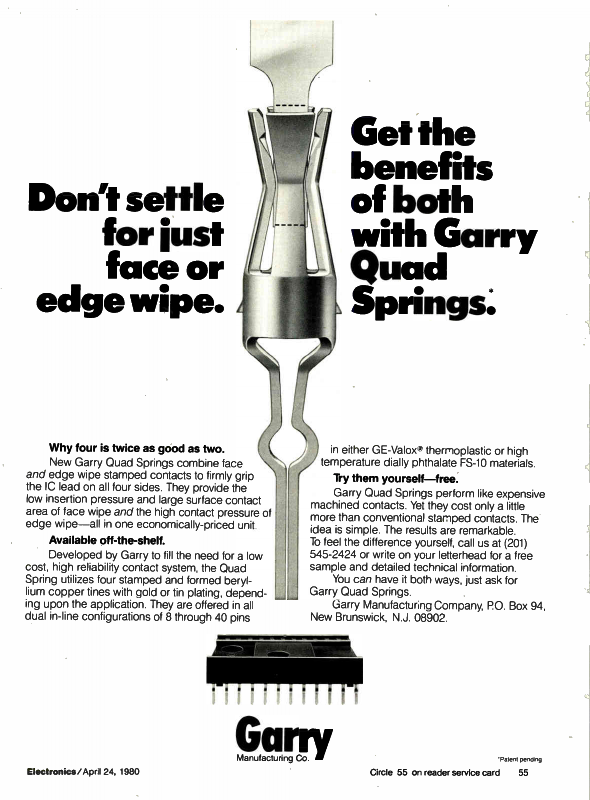 Don't settle
for just
face or
edge wipe.
Get the
benefits
of both
with Garry
Quad
Springs.*
Why four is twice as good as two.
New Garry Quad Springs combine face
and edge wipe stamped contacts to firmly grip
the IC lead on all four sides. They provide the
low insertion pressure and large surface contact
area of face wipe and the high contact pressure of
edge wipe—all in one economically-priced unit.
Available off-the-shelf.
Developed by Garry to fill the need for a low
cost, high reliability contact system, the Quad
Spring utilizes four stamped and formed beryl-
lium copper tines with gold or tin plating, depend-
ing upon the application. They are offered in all
dual in-line configurations of 8 through 40 pins
in either GE-Valox® thermoplastic or high
temperature dially phthalate FS-10 materials.
Try them yourself—free.
Garry Quad Springs perform like expensive
machined contacts. Yet they cost only a little
more than conventional stamped contacts. The
idea is simple. The results are remarkable.
To feel the difference yourself, call us at (201)
545-2424 or write on your letterhead for a free
sample and detailed technical information.
You can have it both ways, just ask for
Garry Quad Springs.
Garry Manufacturing Company, P.O. Box 94,
New Brunswick, N.J. 08902.
Garry
Manufacturing Co.
*Patent pending
Electronics/April 24, 1980
Circle 55 on reader service card 55